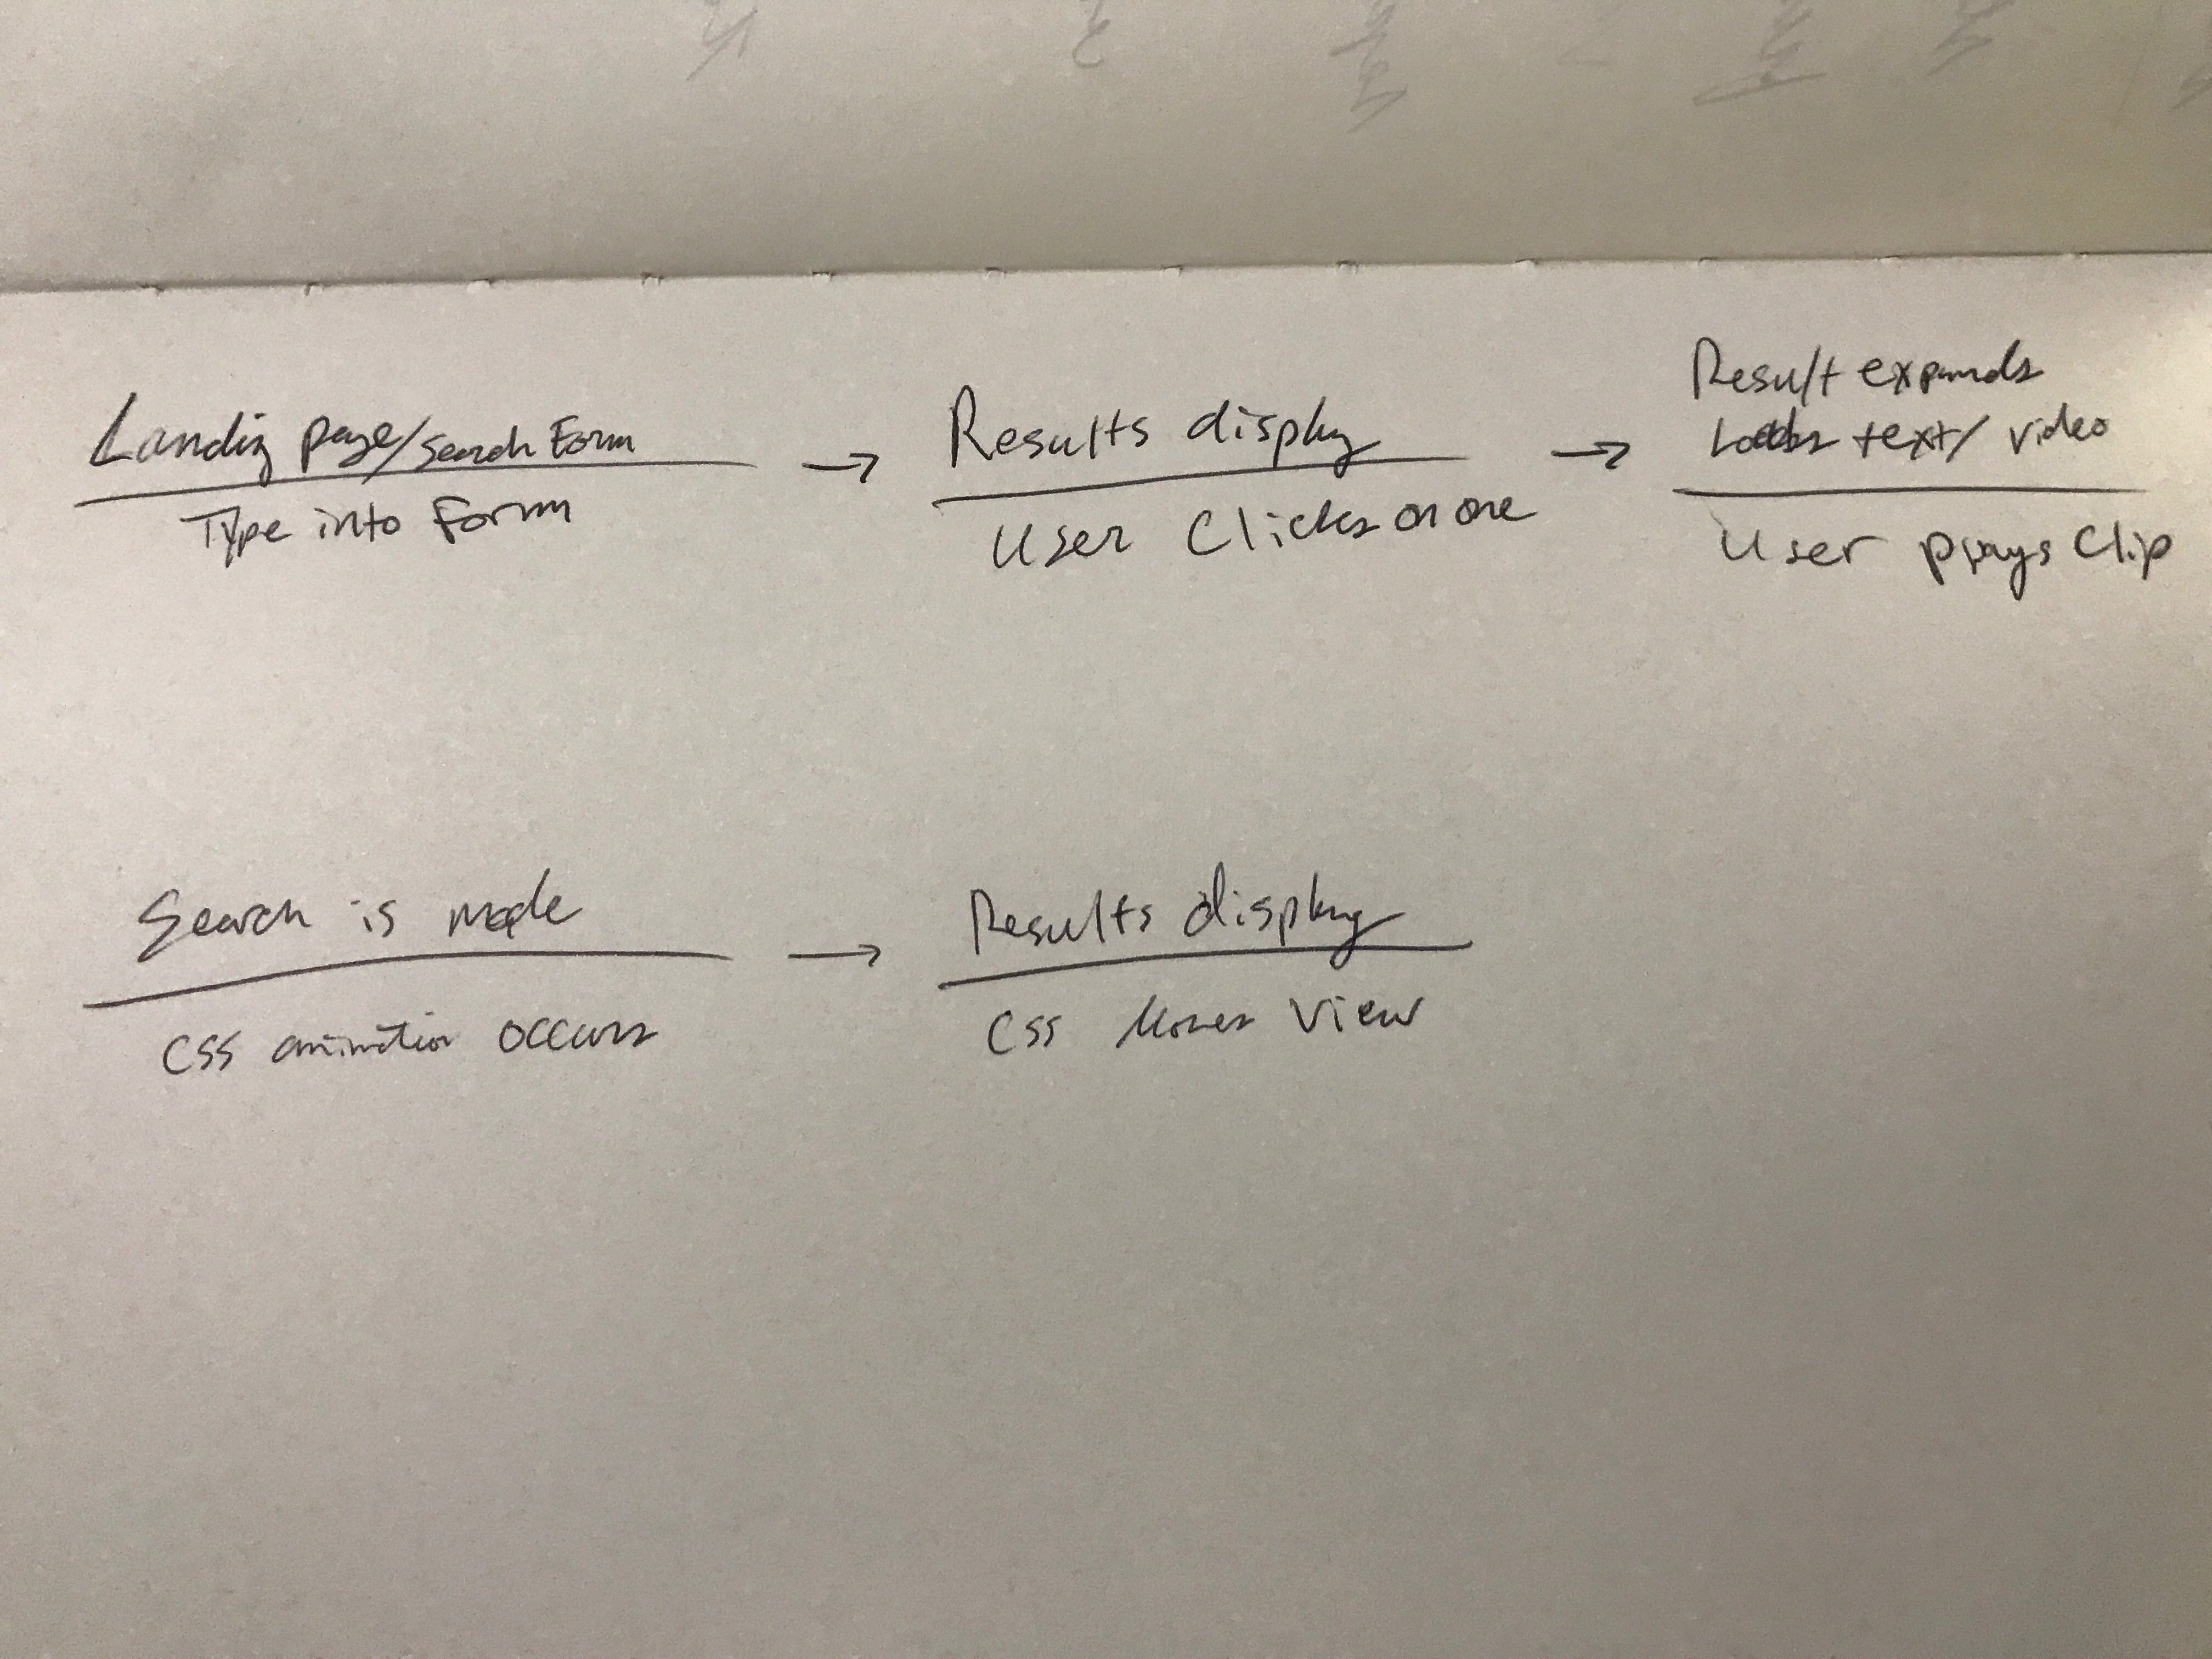 Landing page/Search Form → Results display → Result expands
loads text/video
Type into Form
User Clicks on one
User plays Clip
Search is made → Results display
CSS animation occurs
CSS Moves view